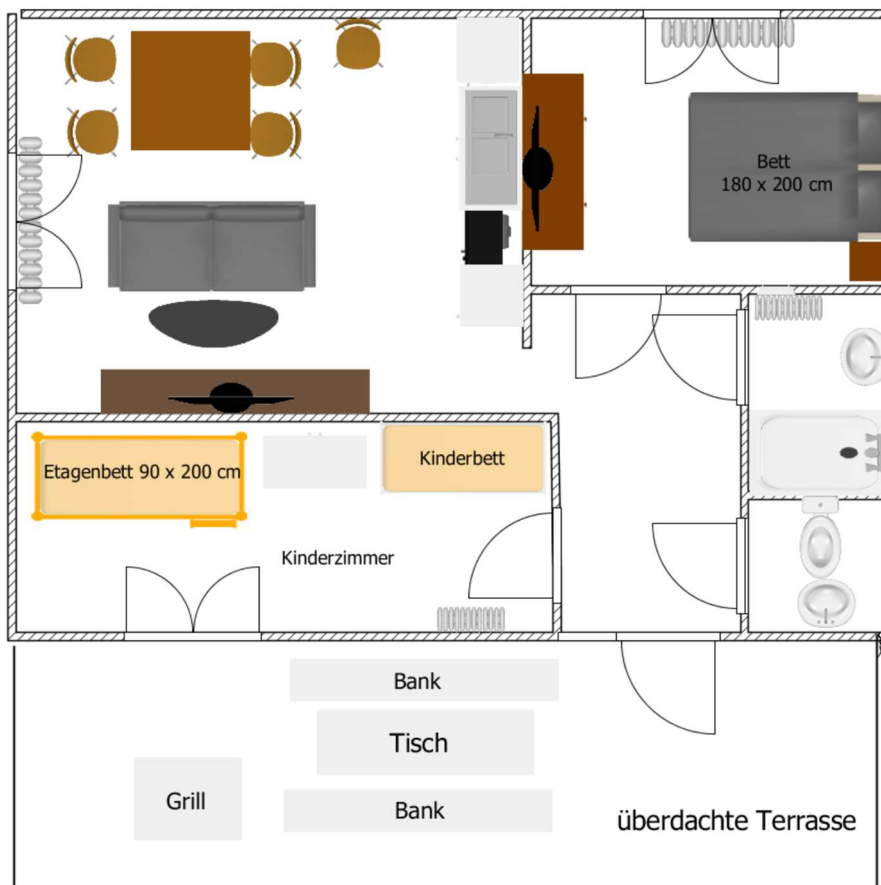 Bett
180 x 200 cm
Etagenbett 90 x 200 cm
Kinderbett
Kinderzimmer
Bank
Tisch
Grill
Bank
überdachte Terrasse